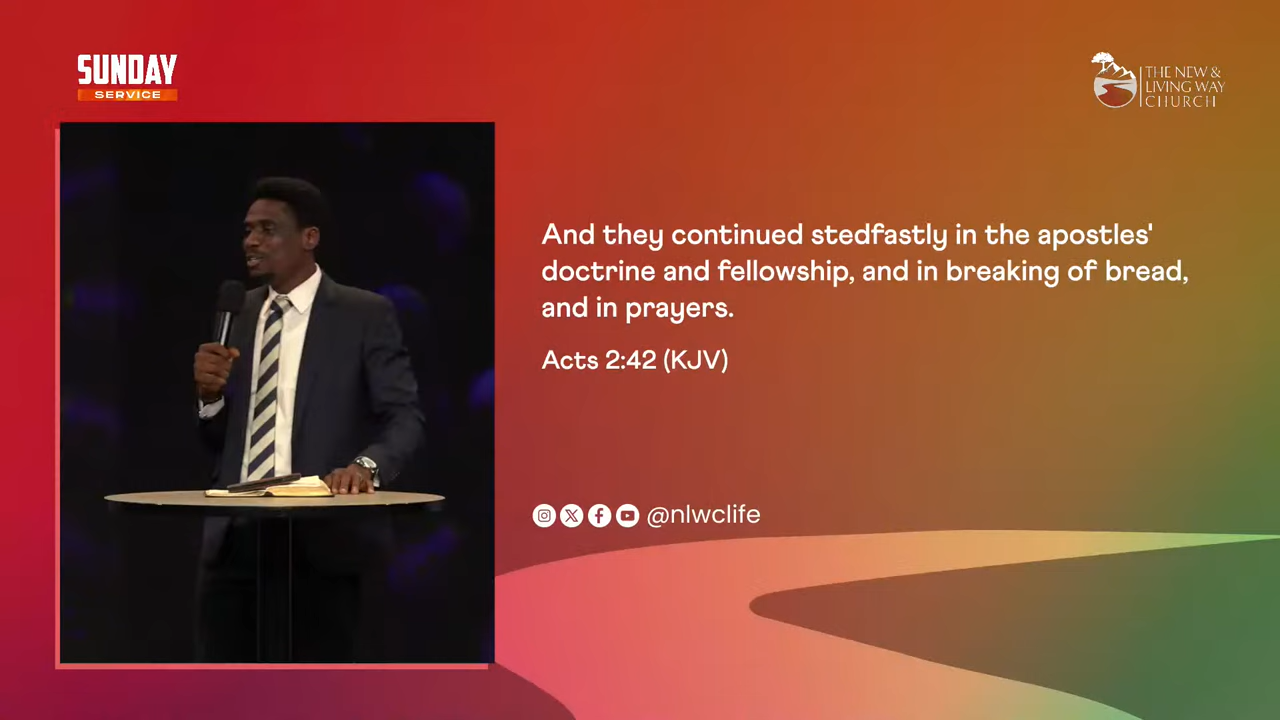 SUNDAY
SERVICE
THE NEW &
LIVING WAY
CHURCH
And they continued stedfastly in the apostles'
doctrine and fellowship, and in breaking of bread,
and in prayers.
Acts 2:42 (KJV)
@nlwclife